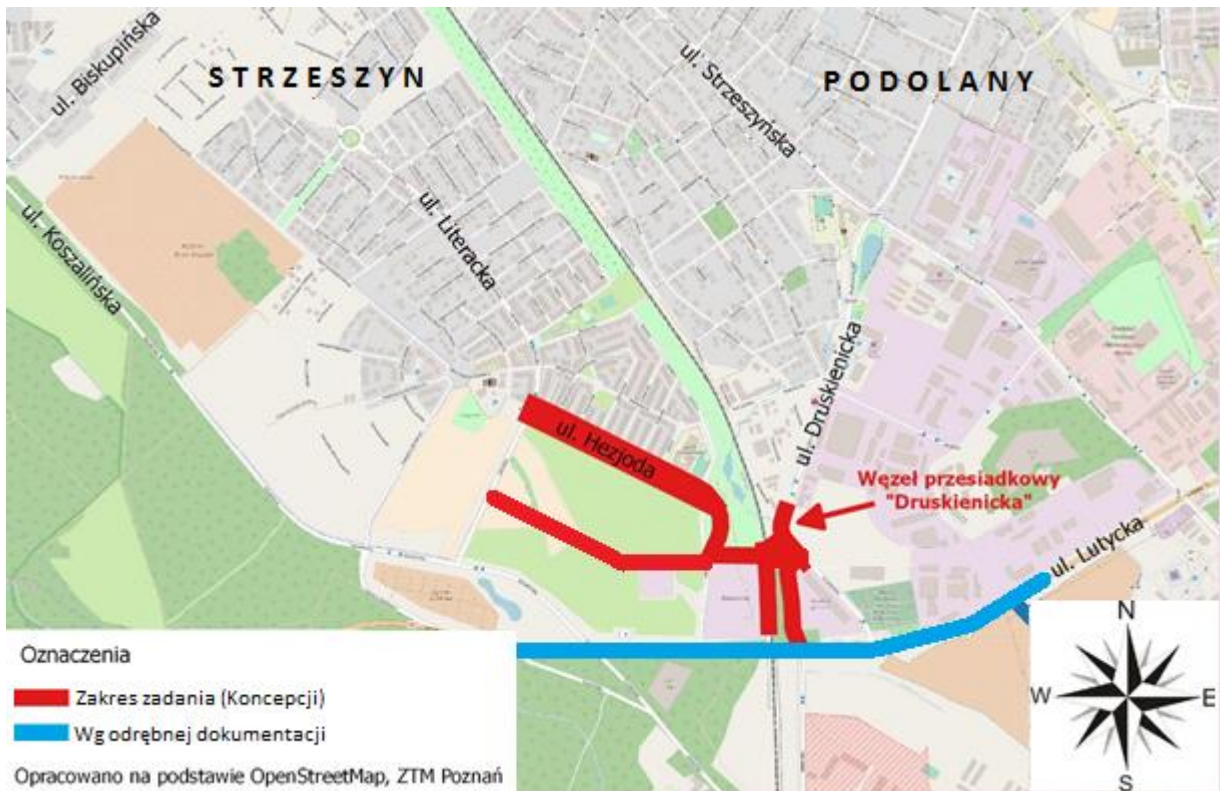 ul. Biskupińska
STRZESZYN
PODOLANY
ul. Strzeszyńska
ul. Koszalińska
ul. Literacka
ul. Druskienicka
ul. Hezjoda
Węzeł przesiadkowy
"Druskienicka"
ul. Lutycka
Oznaczenia
Zakres zadania (Koncepcji)
Wg odrębnej dokumentacji
Opracowano na podstawie OpenStreetMap, ZTM Poznań
N
W
E
S